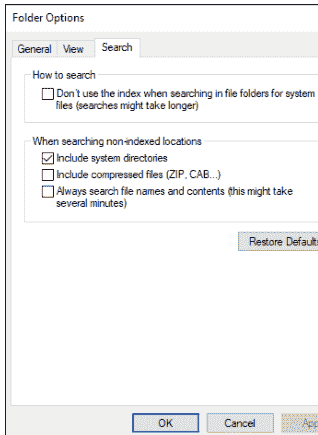 Folder Options
General View Search
How to search
Don't use the index when searching in file folders for system
files (searches might take longer)
When searching non-indexed locations
Include system directories
Include compressed files (ZIP, CAB...)
Always search file names and contents (this might take
several minutes)
Restore Defaults
OK Cancel App